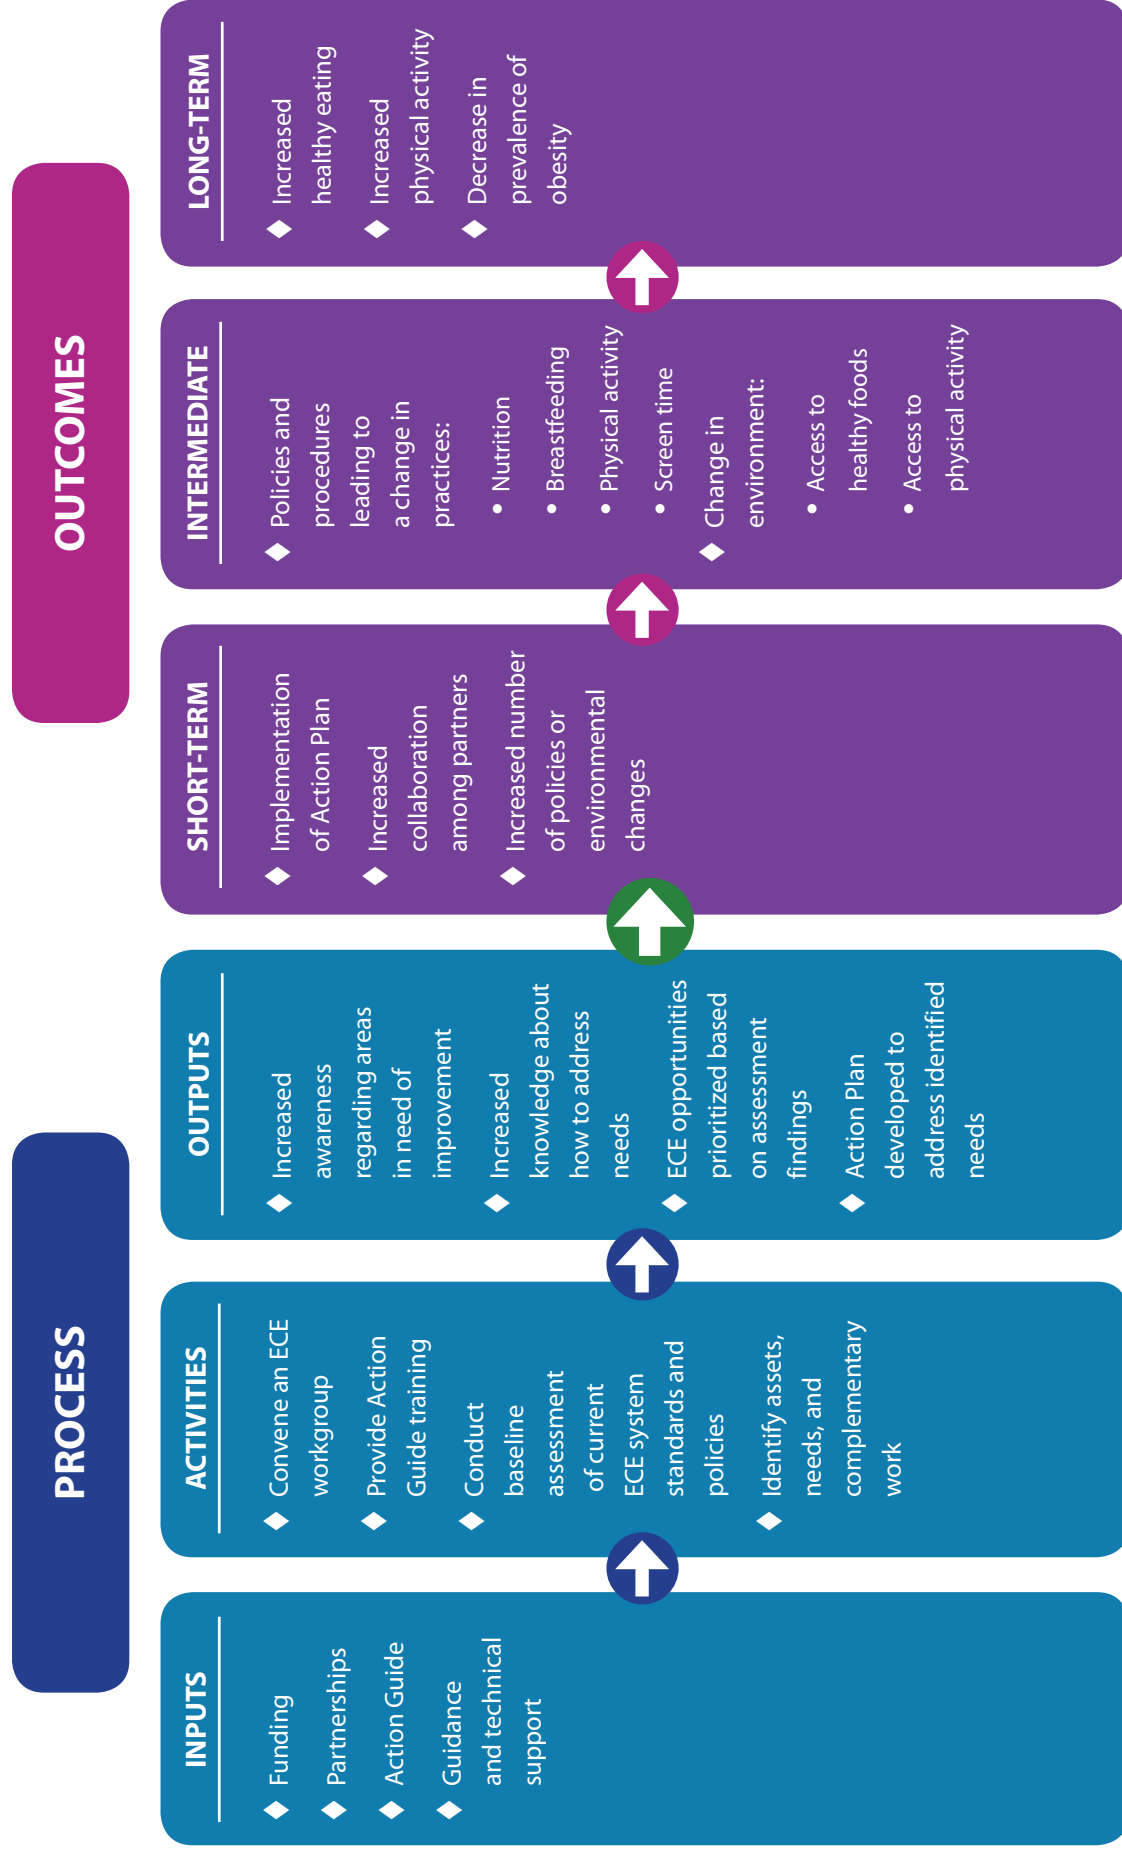 PROCESS
OUTCOMES
INPUTS
◆ Funding
◆ Partnerships
◆ Action Guide
◆ Guidance
and technical
support
ACTIVITIES
◆ Convene an ECE
workgroup
◆ Provide Action
Guide training
◆ Conduct
baseline
assessment
of current
ECE system
standards and
policies
◆ Identify assets,
needs, and
complementary
work
OUTPUTS
◆ Increased
awareness
regarding areas
in need of
improvement
◆ Increased
knowledge about
how to address
needs
◆ ECE opportunities
prioritized based
on assessment
findings
◆ Action Plan
developed to
address identified
needs
SHORT-TERM
◆ Implementation
of Action Plan
◆ Increased
collaboration
among partners
◆ Increased number
of policies or
environmental
changes
INTERMEDIATE
◆ Policies and
procedures
leading to
a change in
practices:
• Nutrition
• Breastfeeding
• Physical activity
• Screen time
◆ Change in
environment:
• Access to
healthy foods
• Access to
physical activity
LONG-TERM
◆ Increased
healthy eating
◆ Increased
physical activity
◆ Decrease in
prevalence of
obesity